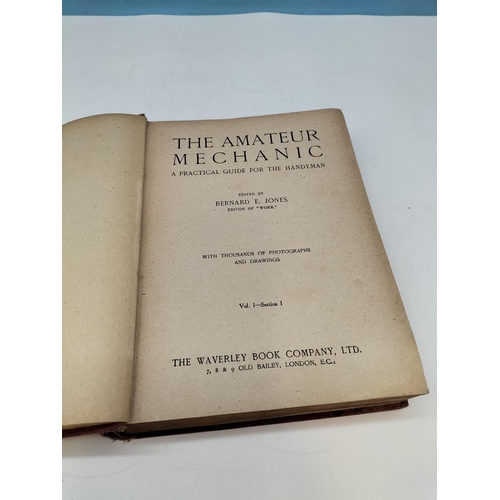 THE AMATEUR
MECHANIC
A PRACTICAL GUIDE FOR THE HANDYMAN
EDITED BY
BERNARD E. JONES
EDITOR OF "WORK"
WITH THOUSANDS OF PHOTOGRAPHS
AND DRAWINGS
Vol. I—Section I
THE WAVERLEY BOOK COMPANY, LTD.
7, 8 & 9 OLD BAILEY, LONDON, E.C.4